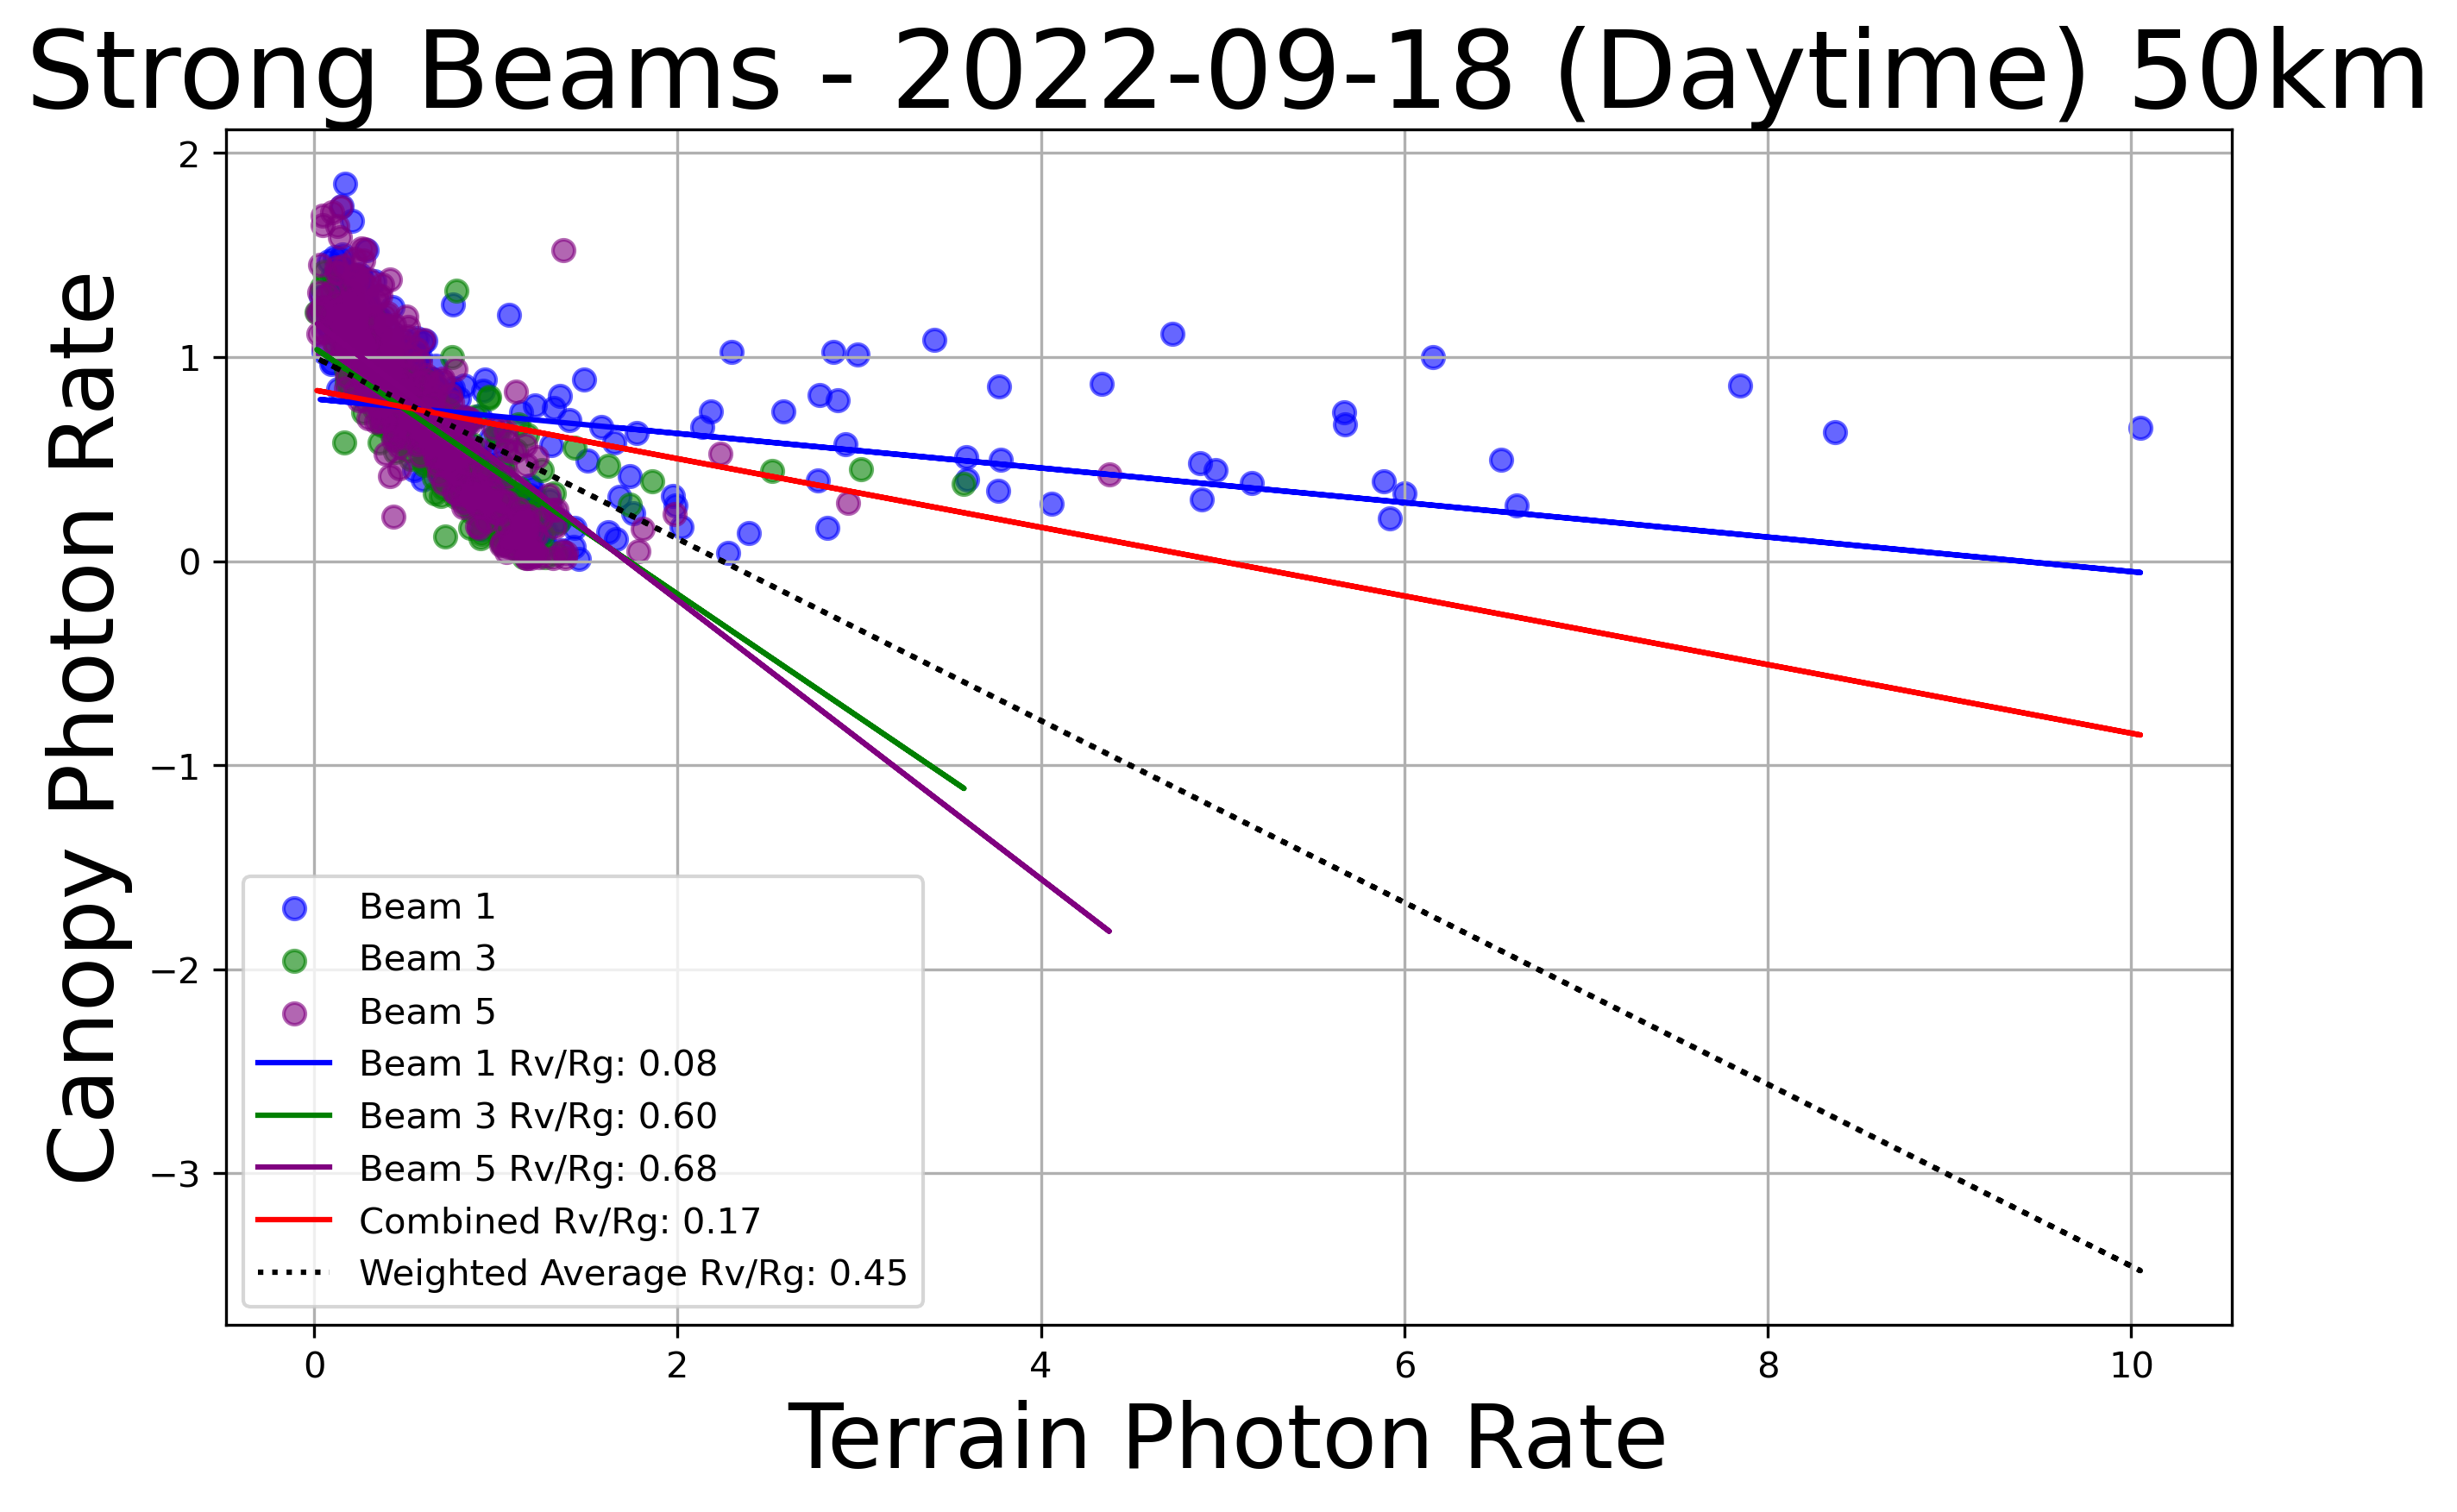 Strong Beams - 2022-09-18 (Daytime) 50km
Canopy Photon Rate
2
1
0
−1
−2
−3
Beam 1
Beam 3
Beam 5
Beam 1 Rv/Rg: 0.08
Beam 3 Rv/Rg: 0.60
Beam 5 Rv/Rg: 0.68
Combined Rv/Rg: 0.17
Weighted Average Rv/Rg: 0.45
0 2 4 6 8 10
Terrain Photon Rate